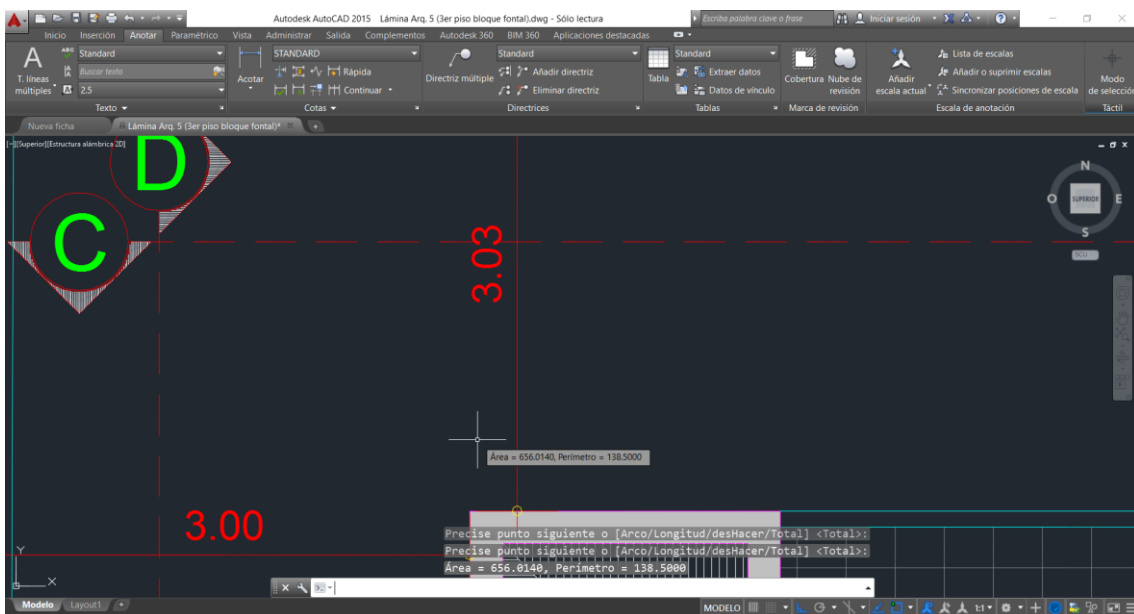 Autodesk AutoCAD 2015 Lámina Arq. 5 (3er piso bloque fontal).dwg - Sólo lectura
Escriba palabra clave o frase
Iniciar sesión
Inicio Inserción Anotar Paramétrico Vista Administrar Salida Complementos Autodesk 360 BIM 360 Aplicaciones destacadas
A
T. líneas múltiples
ABC
Standard
Buscar texto
2.5
Texto
Acotar
STANDARD
Rápida
Continuar
Cotas
Directriz múltiple
Standard
Añadir directriz
Eliminar directriz
Directrices
Tabla
Standard
Extraer datos
Datos de vínculo
Tablas
Cobertura
Nube de revisión
Marca de revisión
Añadir escala actual
Lista de escalas
Añadir o suprimir escalas
Sincronizar posiciones de escala
Escala de anotación
Modo de selección
Táctil
Nueva ficha
Lámina Arq. 5 (3er piso bloque fontal)*
[-][Superior][Estructura alámbrica 2D]
D
C
3.03
N
O SUPERIOR E
S
SCU
Área = 656.0140, Perímetro = 138.5000
3.00
Precise punto siguiente o [Arco/Longitud/desHacer/Total] <Total>:
Precise punto siguiente o [Arco/Longitud/desHacer/Total] <Total>:
Área = 656.0140, Perímetro = 138.5000
Y
X
Modelo Layout1
MODELO
1:1